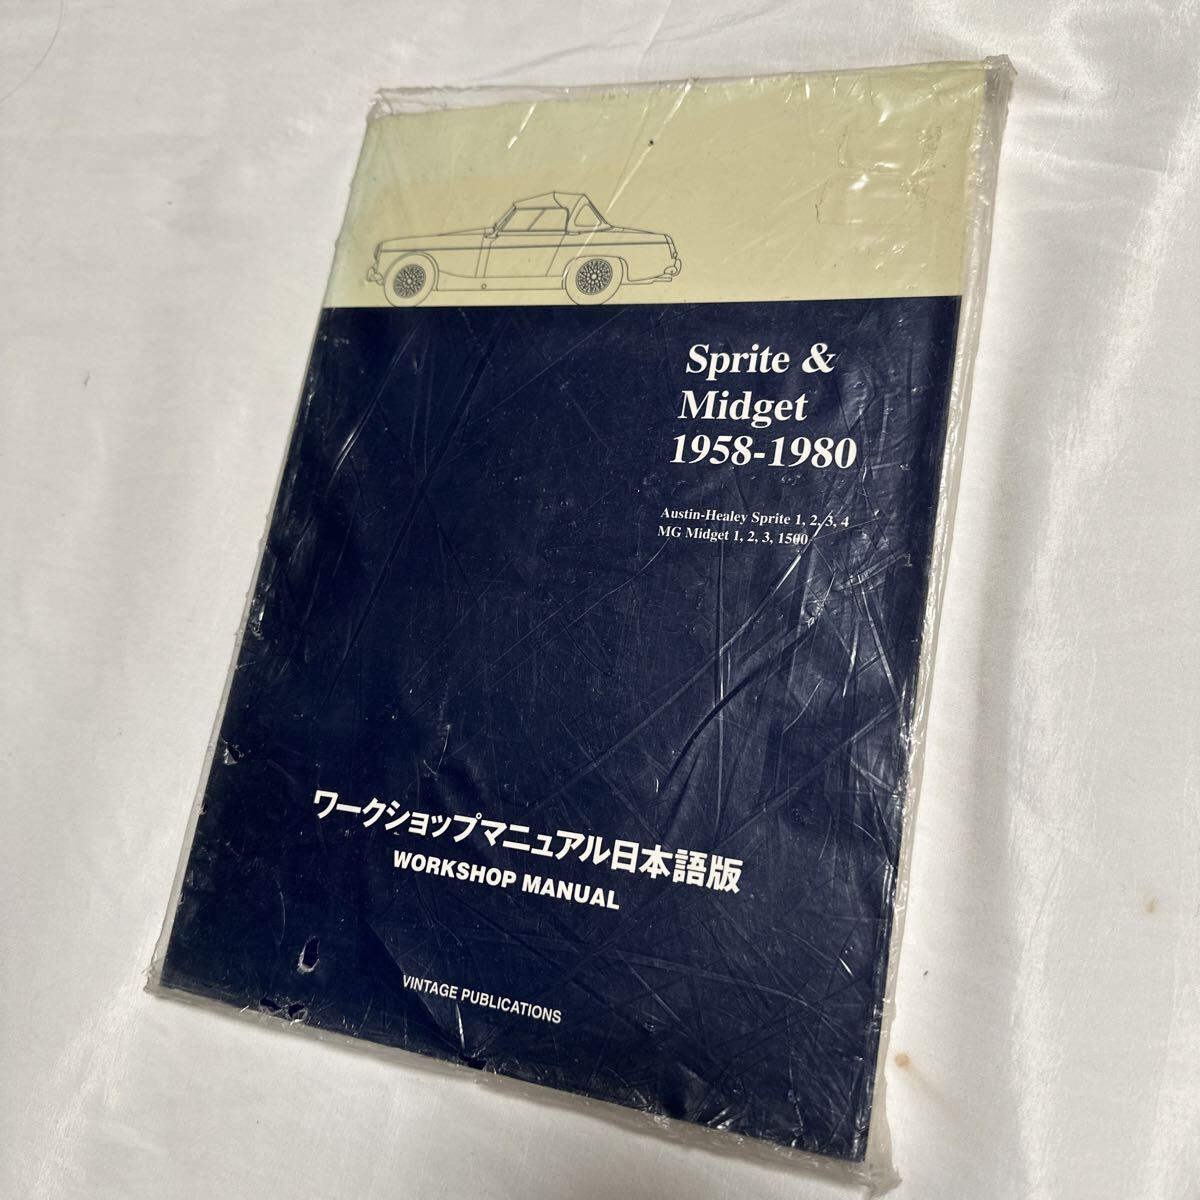 Sprite &
Midget
1958-1980
Austin-Healey Sprite 1, 2, 3, 4
MG Midget 1, 2, 3, 1500
ワークショップマニュアル日本語版
WORKSHOP MANUAL
VINTAGE PUBLICATIONS